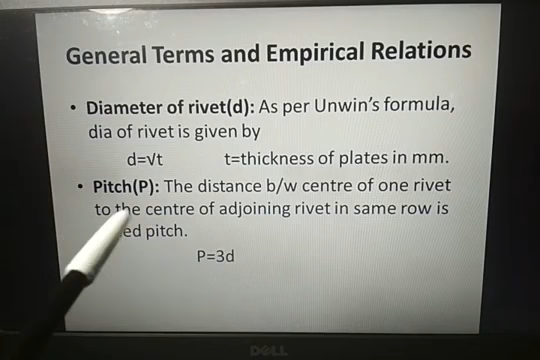 General Terms and Empirical Relations
• Diameter of rivet(d): As per Unwin's formula,
dia of rivet is given by
d=√t t=thickness of plates in mm.
• Pitch(P): The distance b/w centre of one rivet
to the centre of adjoining rivet in same row is
ed pitch.
P=3d
DELL